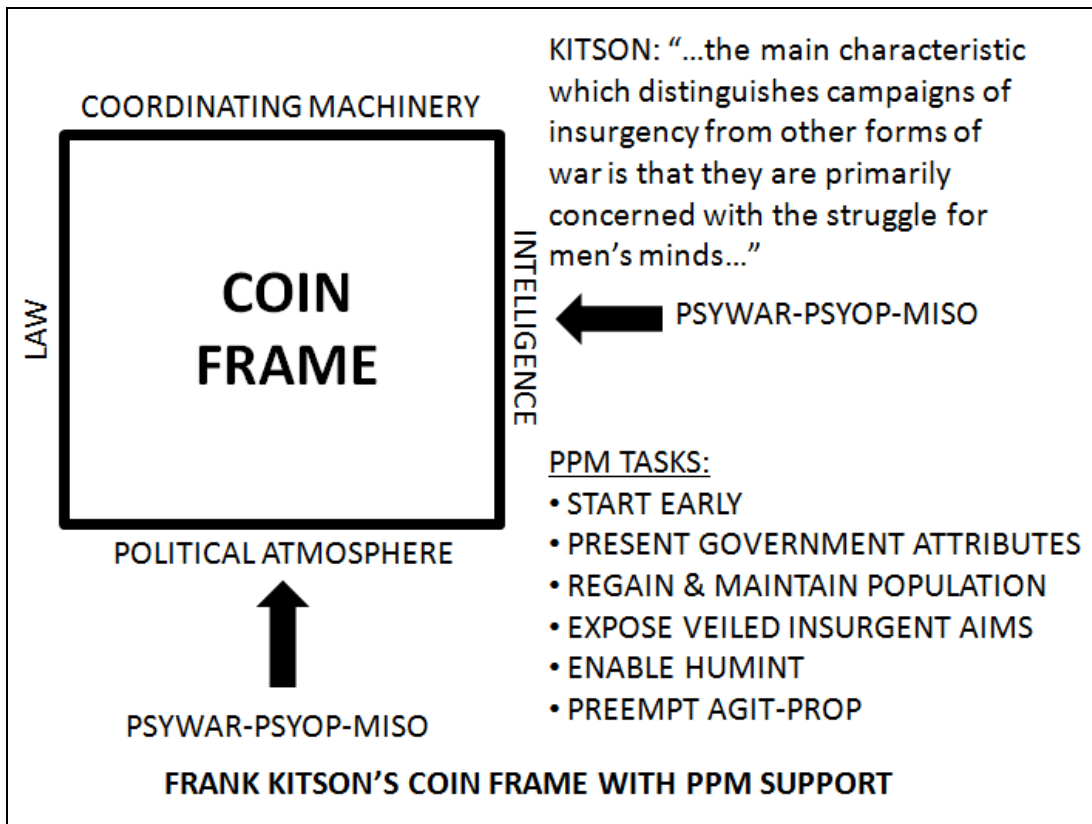 KITSON: “…the main characteristic
which distinguishes campaigns of
insurgency from other forms of
war is that they are primarily
concerned with the struggle for
men’s minds…”
COORDINATING MACHINERY
LAW
COIN
FRAME
INTELLIGENCE
PSYWAR-PSYOP-MISO
POLITICAL ATMOSPHERE
PSYWAR-PSYOP-MISO
PPM TASKS:
• START EARLY
• PRESENT GOVERNMENT ATTRIBUTES
• REGAIN & MAINTAIN POPULATION
• EXPOSE VEILED INSURGENT AIMS
• ENABLE HUMINT
• PREEMPT AGIT-PROP
FRANK KITSON’S COIN FRAME WITH PPM SUPPORT